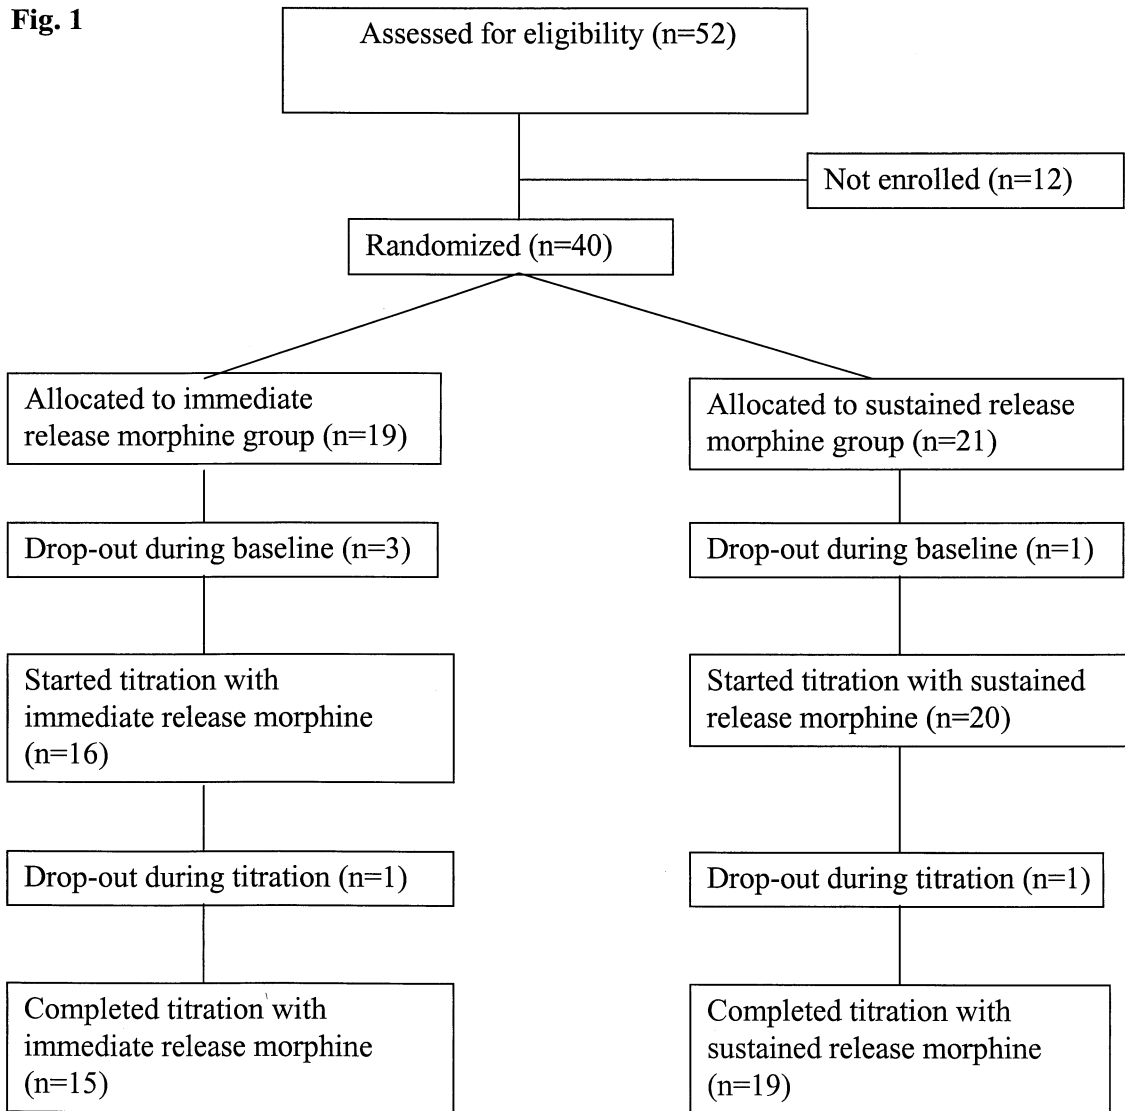 Fig. 1
Assessed for eligibility (n=52)
Not enrolled (n=12)
Randomized (n=40)
Allocated to immediate
release morphine group (n=19)
Allocated to sustained release
morphine group (n=21)
Drop-out during baseline (n=3)
Drop-out during baseline (n=1)
Started titration with
immediate release morphine
(n=16)
Started titration with sustained
release morphine (n=20)
Drop-out during titration (n=1)
Drop-out during titration (n=1)
Completed titration with
immediate release morphine
(n=15)
Completed titration with
sustained release morphine
(n=19)